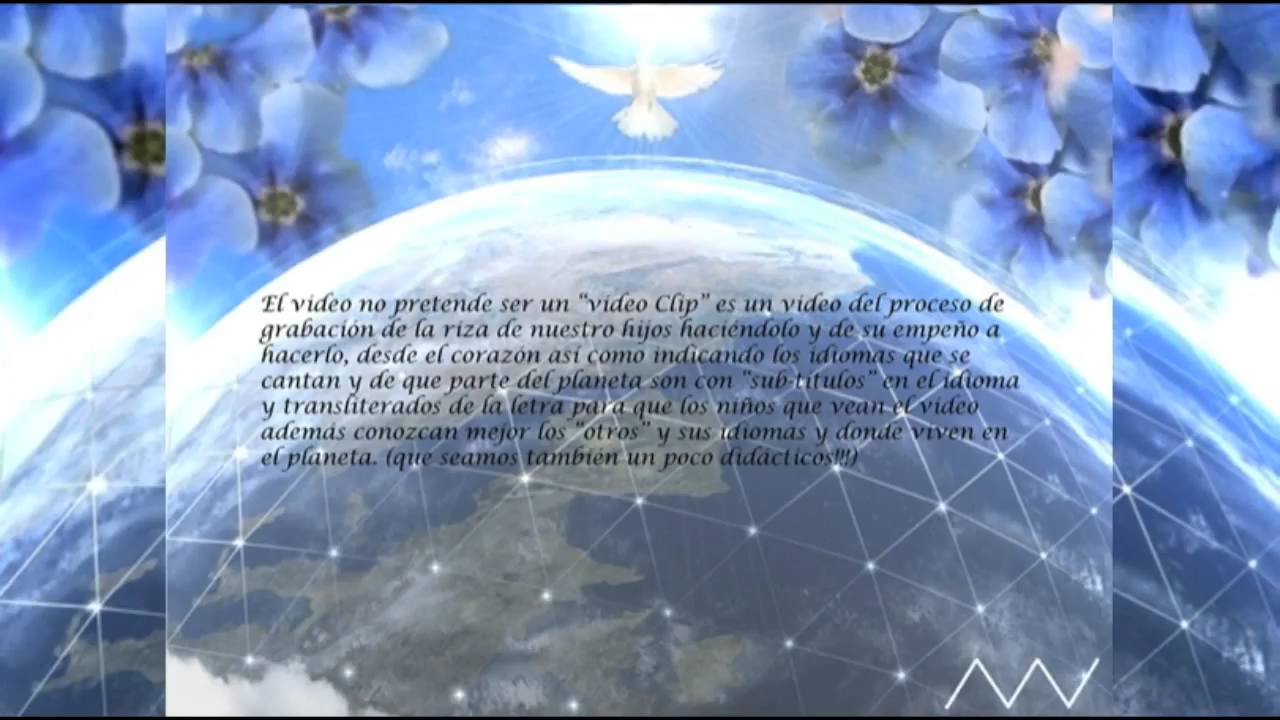 El video no pretende ser un "video Clip" es un video del proceso de
grabación de la riza de nuestro hijos haciéndolo y de su empeño a
hacerlo, desde el corazón así como indicando los idiomas que se
cantan y de que parte del planeta son con "sub-titulos" en el idioma
y transliterados de la letra para que los niños que vean el video
además conozcan mejor los "otros" y sus idiomas y donde viven en
el planeta. (que seamos también un poco didácticos!!!)